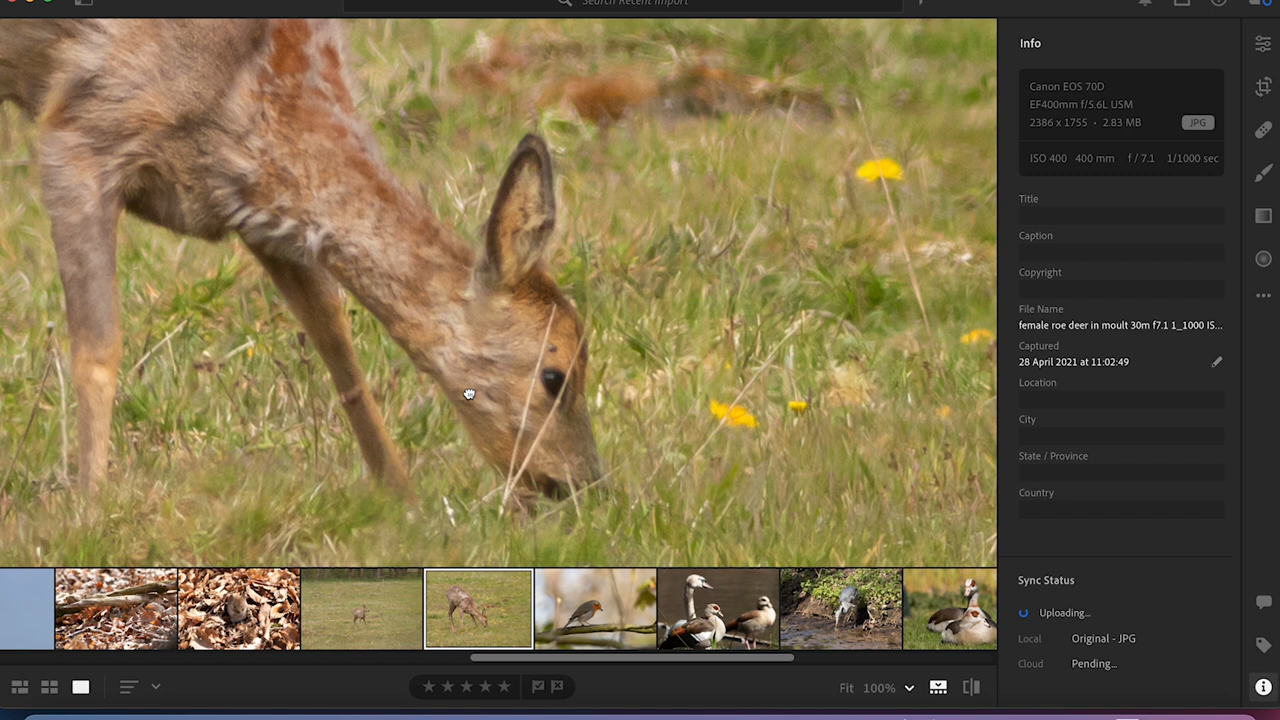 Search Recent Import
Info
Canon EOS 70D
EF400mm f/5.6L USM
2386 x 1755 • 2.83 MB JPG
ISO 400 400 mm f / 7.1 1/1000 sec
Title
Caption
Copyright
File Name
female roe deer in moult 30m f7.1 1_1000 IS...
Captured
28 April 2021 at 11:02:49
Location
City
State / Province
Country
Sync Status
Uploading...
Local Original - JPG
Cloud Pending...
Fit 100%